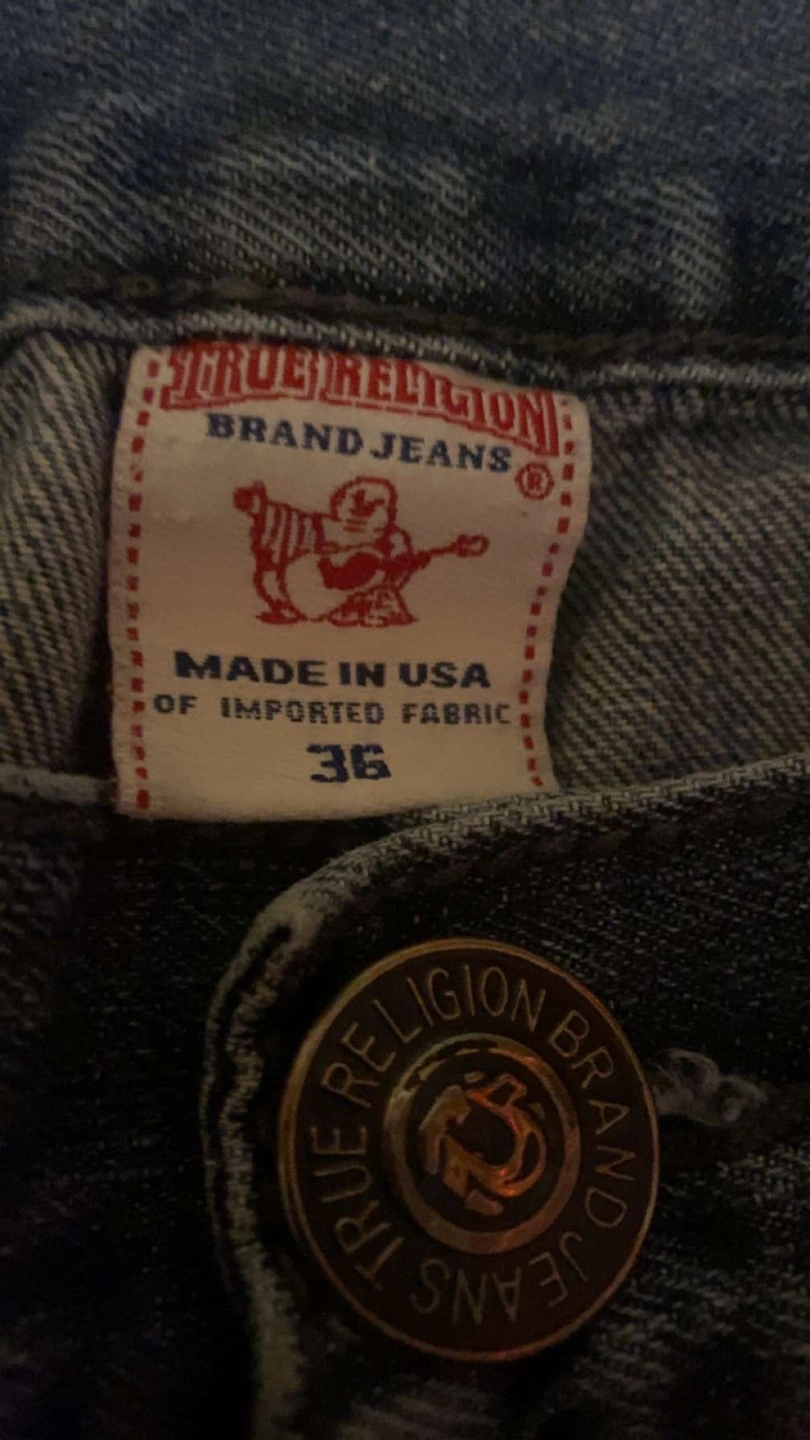 TRUE RELIGION
BRAND JEANS
®
MADE IN USA
OF IMPORTED FABRIC
36
TRUE RELIGION BRAND JEANS